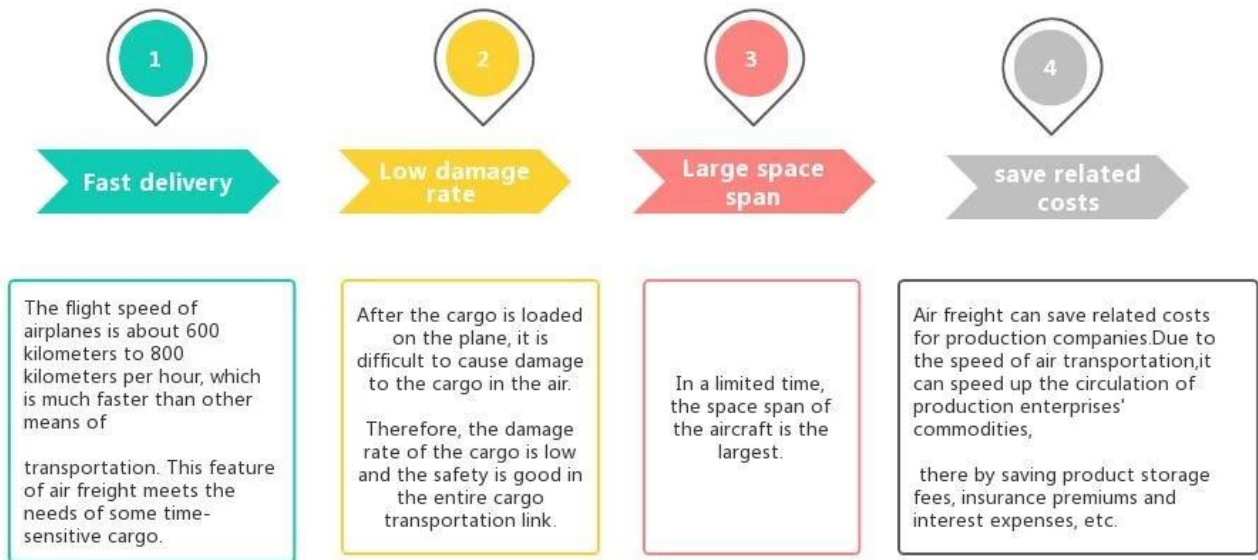 1
2
3
4
Fast delivery
Low damage
rate
Large space
span
save related
costs
The flight speed of
airplanes is about 600
kilometers to 800
kilometers per hour, which
is much faster than other
means of
transportation. This feature
of air freight meets the
needs of some time-
sensitive cargo.
After the cargo is loaded
on the plane, it is
difficult to cause damage
to the cargo in the air.
Therefore, the damage
rate of the cargo is low
and the safety is good in
the entire cargo
transportation link.
In a limited time,
the space span of
the aircraft is the
largest.
Air freight can save related costs
for production companies.Due to
the speed of air transportation,it
can speed up the circulation of
production enterprises'
commodities,
there by saving product storage
fees, insurance premiums and
interest expenses, etc.